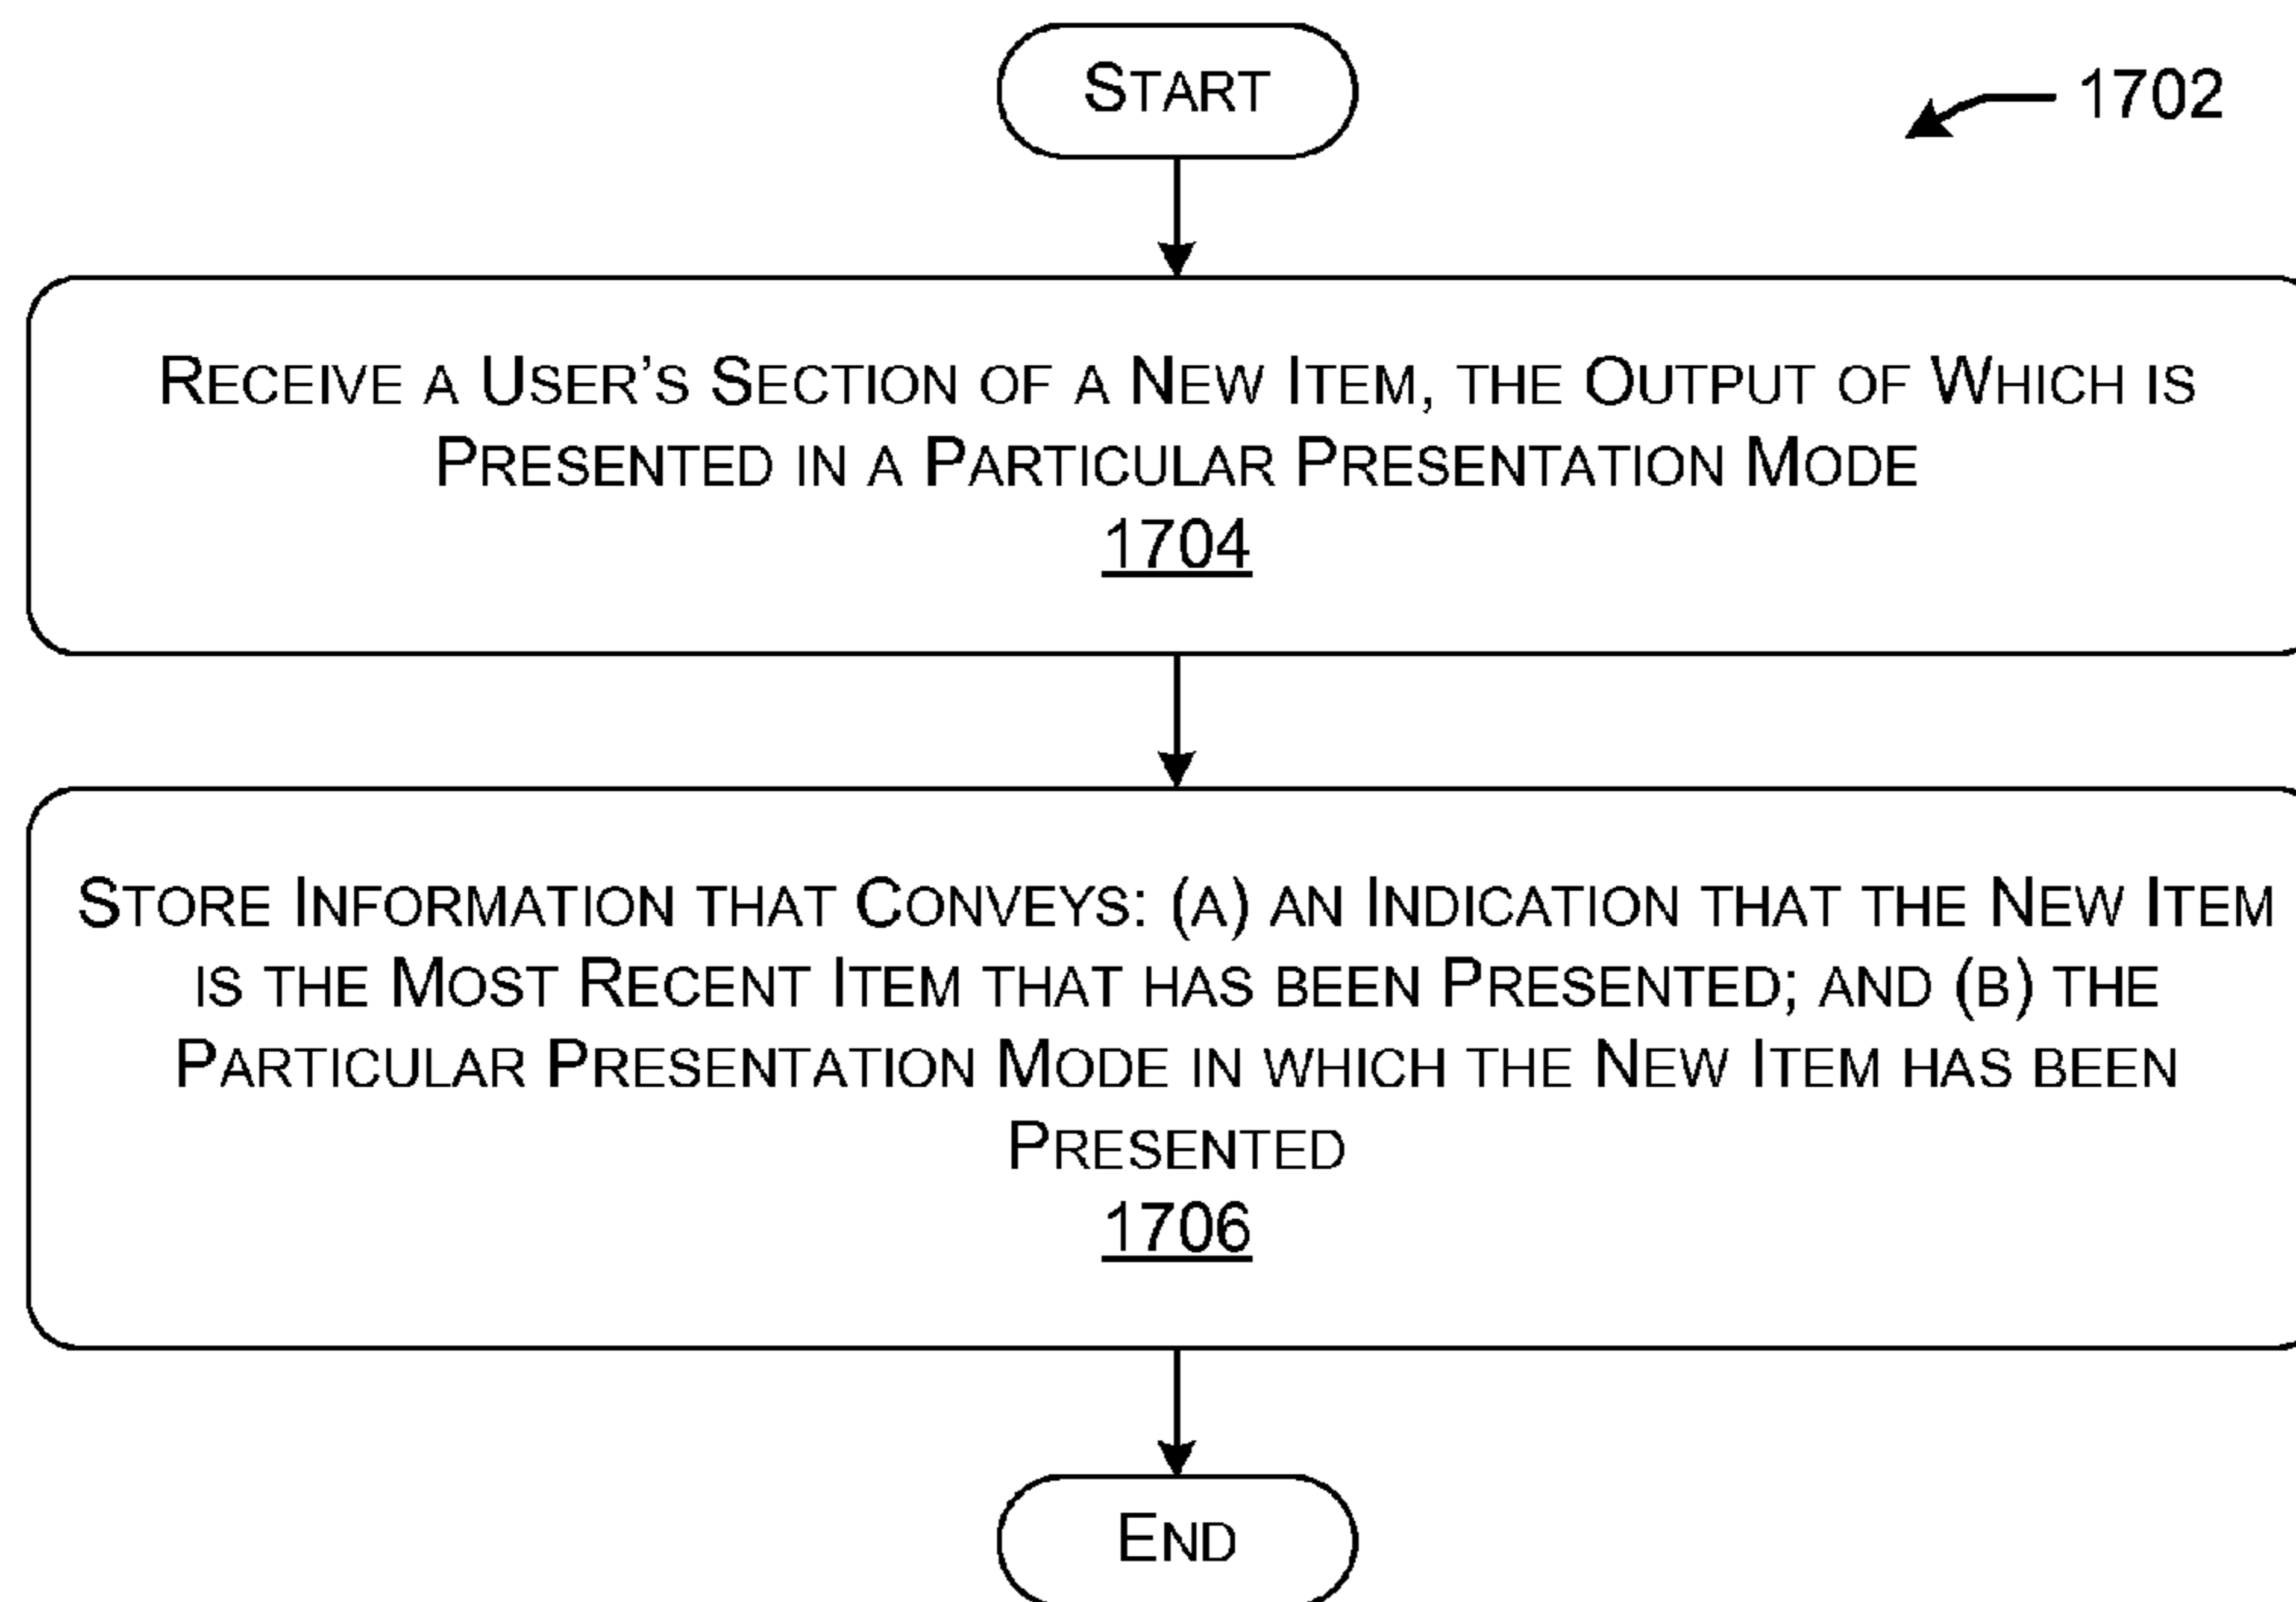 START
1702
RECEIVE A USER'S SECTION OF A NEW ITEM, THE OUTPUT OF WHICH IS
PRESENTED IN A PARTICULAR PRESENTATION MODE
1704
STORE INFORMATION THAT CONVEYS: (A) AN INDICATION THAT THE NEW ITEM
IS THE MOST RECENT ITEM THAT HAS BEEN PRESENTED; AND (B) THE
PARTICULAR PRESENTATION MODE IN WHICH THE NEW ITEM HAS BEEN
PRESENTED
1706
END